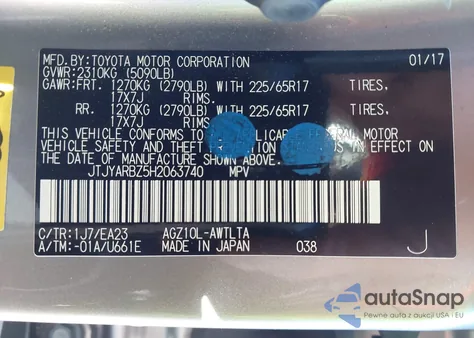 MFD.BY:TOYOTA MOTOR CORPORATION 01/17
GVWR:2310KG (5090LB)
GAWR:FRT. 1270KG (2790LB) WITH 225/65R17 TIRES,
17X7J RIMS.
RR. 1270KG (2790LB) WITH 225/65R17 TIRES,
17X7J RIMS.
THIS VEHICLE CONFORMS TO MOTOR
VEHICLE SAFETY AND THEFT IN EFFECT ON
THE DATE OF MANUFACTURE SHOWN ABOVE.
JTJYARBZ5H2063740 MPV
C/TR:1J7/EA23 AGZ10L-AWTLTA
A/TM:-01A/U661E MADE IN JAPAN 038 J
autoSnap
Pewne auta z aukcji USA i EU